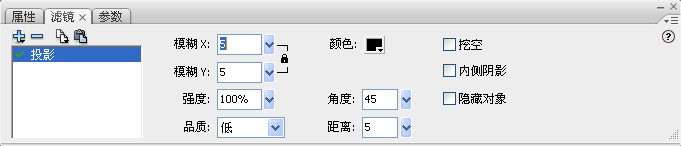 属性 滤镜 参数
投影
模糊 X: 5 颜色: 挖空
模糊 Y: 5 内侧阴影
强度: 100% 角度: 45 隐藏对象
品质: 低 距离: 5